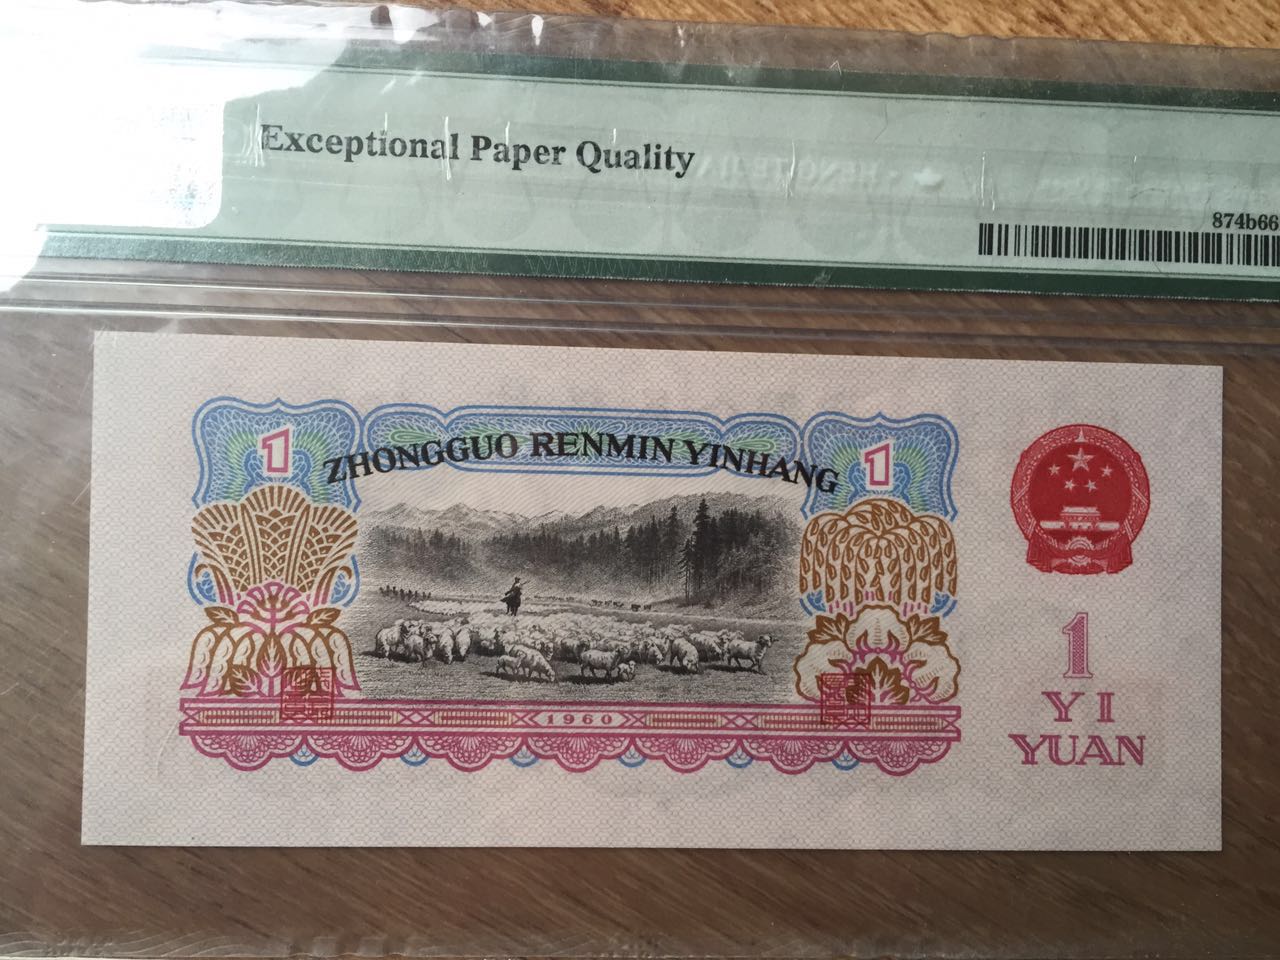 Exceptional Paper Quality
874b66
1
1
ZHONGGUO RENMIN YINHANG
1960
1
YI
YUAN